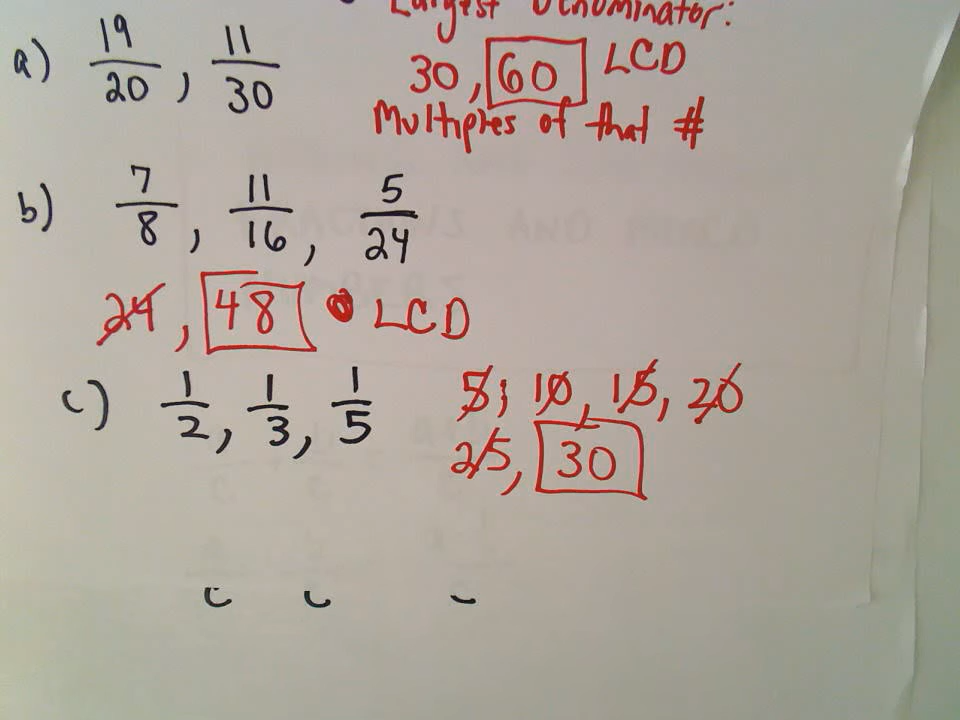 Largest Denominator:
a) 19/20 , 11/30 30, 60 LCD
Multiples of that #
b) 7/8 , 11/16 , 5/24
24, 48 LCD
c) 1/2 , 1/3 , 1/5 5, 10, 15, 20
25, 30